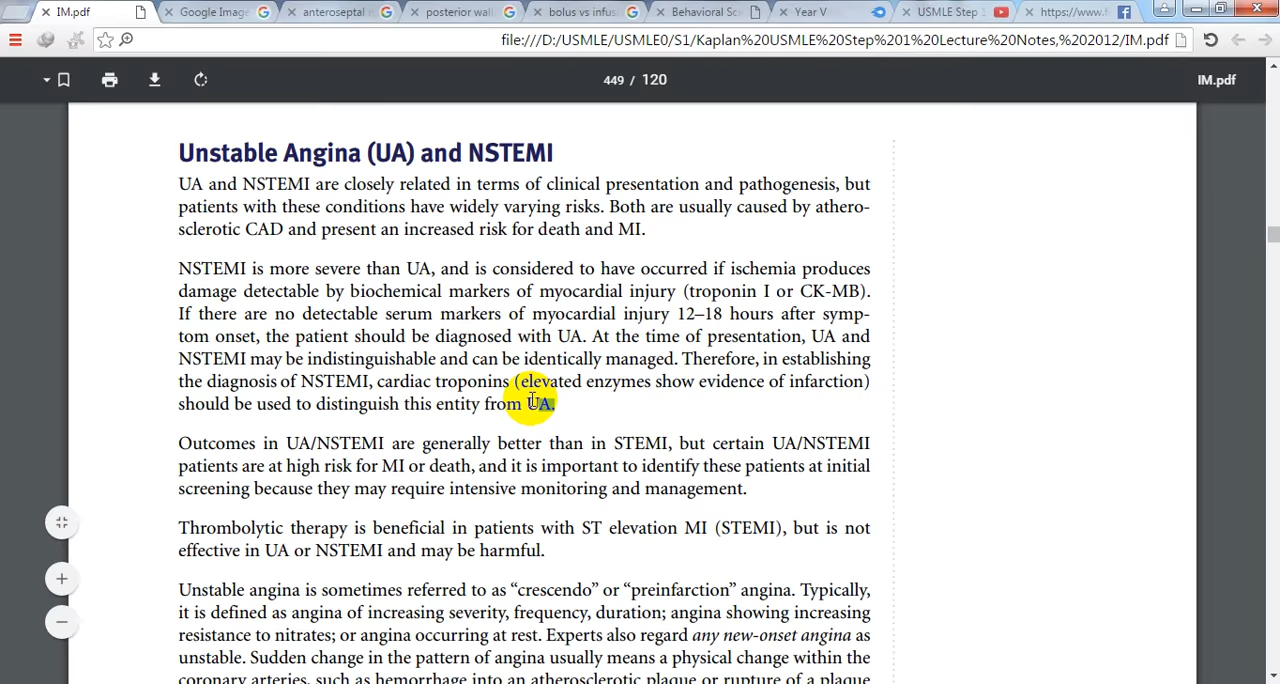 IM.pdf
Google Image
anteroseptal
posterior wall
bolus vs infus
Behavioral Sc
Year V
USMLE Step
https://www.f
file:///D:/USMLE/USMLE0/S1/Kaplan%20USMLE%20Step%201%20Lecture%20Notes,%202012/IM.pdf
449 / 120
IM.pdf
Unstable Angina (UA) and NSTEMI
UA and NSTEMI are closely related in terms of clinical presentation and pathogenesis, but
patients with these conditions have widely varying risks. Both are usually caused by athero-
sclerotic CAD and present an increased risk for death and MI.
NSTEMI is more severe than UA, and is considered to have occurred if ischemia produces
damage detectable by biochemical markers of myocardial injury (troponin I or CK-MB).
If there are no detectable serum markers of myocardial injury 12–18 hours after symp-
tom onset, the patient should be diagnosed with UA. At the time of presentation, UA and
NSTEMI may be indistinguishable and can be identically managed. Therefore, in establishing
the diagnosis of NSTEMI, cardiac troponins (elevated enzymes show evidence of infarction)
should be used to distinguish this entity from UA.
Outcomes in UA/NSTEMI are generally better than in STEMI, but certain UA/NSTEMI
patients are at high risk for MI or death, and it is important to identify these patients at initial
screening because they may require intensive monitoring and management.
Thrombolytic therapy is beneficial in patients with ST elevation MI (STEMI), but is not
effective in UA or NSTEMI and may be harmful.
Unstable angina is sometimes referred to as “crescendo” or “preinfarction” angina. Typically,
it is defined as angina of increasing severity, frequency, duration; angina showing increasing
resistance to nitrates; or angina occurring at rest. Experts also regard any new-onset angina as
unstable. Sudden change in the pattern of angina usually means a physical change within the
coronary arteries, such as hemorrhage into an atherosclerotic plaque or rupture of a plaque